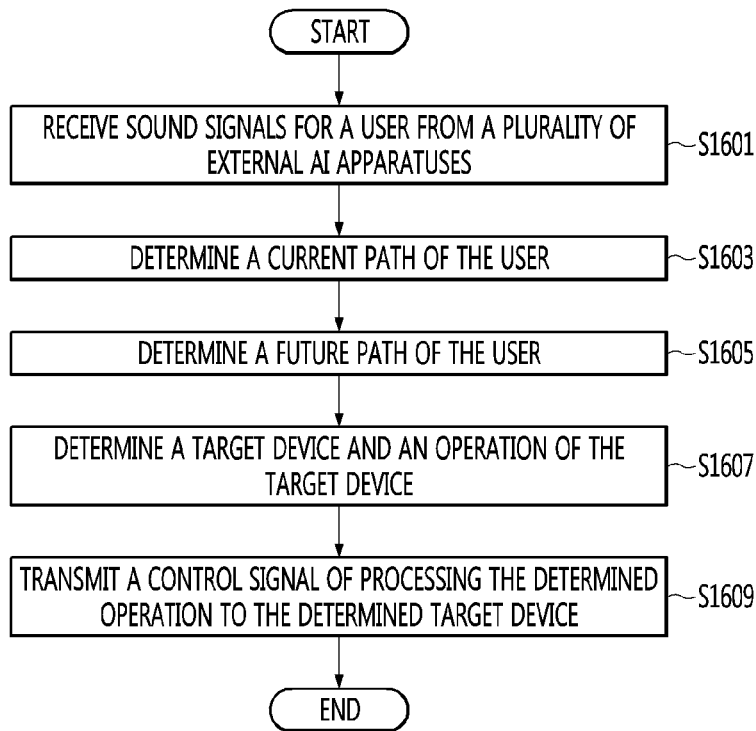 START
RECEIVE SOUND SIGNALS FOR A USER FROM A PLURALITY OF
EXTERNAL AI APPARATUSES
S1601
DETERMINE A CURRENT PATH OF THE USER
S1603
DETERMINE A FUTURE PATH OF THE USER
S1605
DETERMINE A TARGET DEVICE AND AN OPERATION OF THE
TARGET DEVICE
S1607
TRANSMIT A CONTROL SIGNAL OF PROCESSING THE DETERMINED
OPERATION TO THE DETERMINED TARGET DEVICE
S1609
END